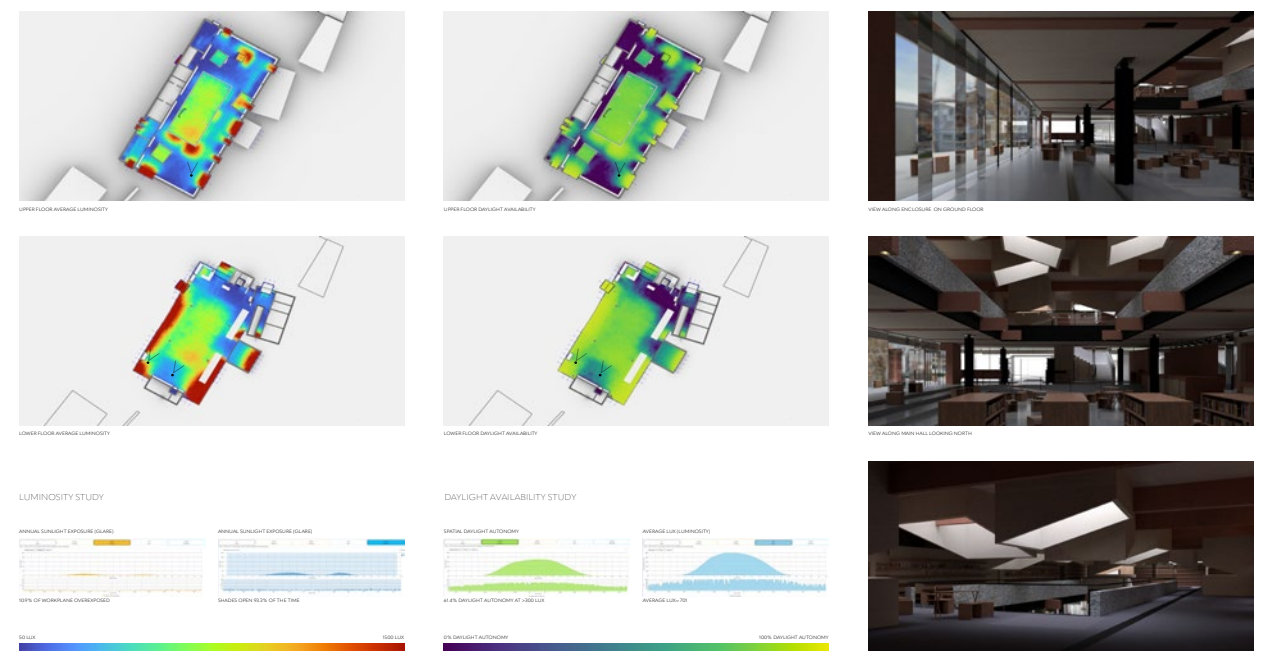 UPPER FLOOR AVERAGE LUMINOSITY
UPPER FLOOR DAYLIGHT AVAILABILITY
VIEW ALONG ENCLOSURE ON GROUND FLOOR
LOWER FLOOR AVERAGE LUMINOSITY
LOWER FLOOR DAYLIGHT AVAILABILITY
VIEW ALONG MAIN HALL LOOKING NORTH
LUMINOSITY STUDY
DAYLIGHT AVAILABILITY STUDY
ANNUAL SUNLIGHT EXPOSURE (GLARE)
ANNUAL SUNLIGHT EXPOSURE (GLARE)
SPATIAL DAYLIGHT AUTONOMY
AVERAGE LUX (LUMINOSITY)
OF WORKPLANE OVEREXPOSED
SHADES OPEN 93.2% OF THE TIME
61.4% DAYLIGHT AUTONOMY AT >300 LUX
AVERAGE LUX= 701
50 LUX
1500 LUX
0% DAYLIGHT AUTONOMY
100% DAYLIGHT AUTONOMY